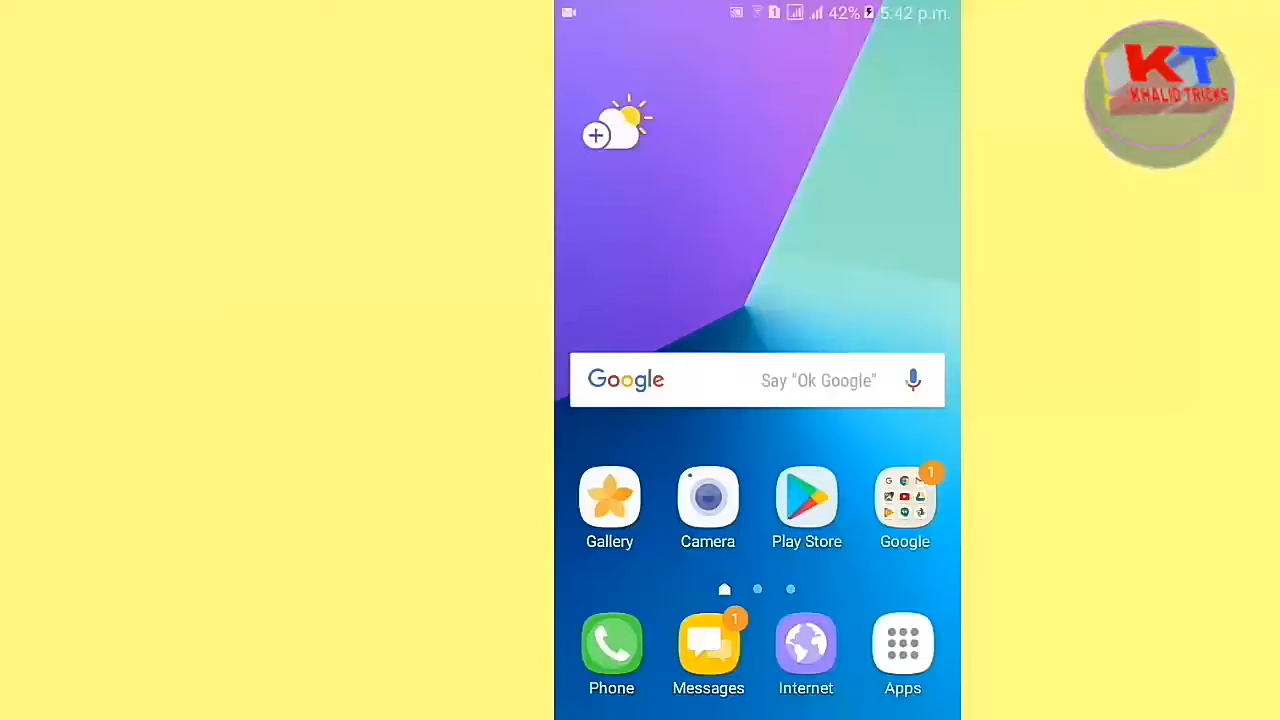 42% 5:42 p.m.
KT
KHALID TRICKS
Google Say "Ok Google"
1
Gallery Camera Play Store Google
1
Phone Messages Internet Apps